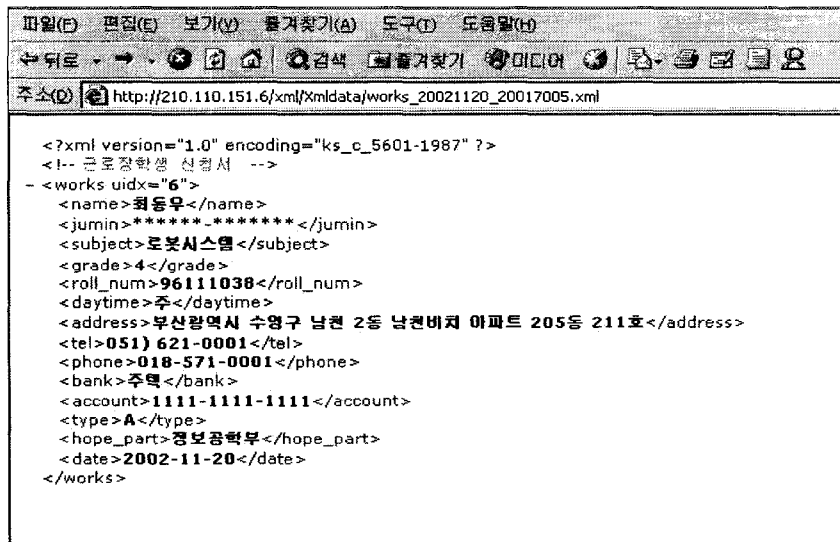 파일(F) 편집(E) 보기(V) 즐겨찾기(A) 도구(T) 도움말(H)
뒤로 검색 즐겨찾기 미디어
주소(D) http://210.110.151.6/xml/Xmldata/works_20021120_20017005.xml
<?xml version="1.0" encoding="ks_c_5601-1987" ?>
<!-- 근로장학생 신청서 -->
- <works uidx="6">
<name>최동우</name>
<jumin>******-*******</jumin>
<subject>로봇시스템</subject>
<grade>4</grade>
<roll_num>96111038</roll_num>
<daytime>주</daytime>
<address>부산광역시 수영구 남천 2동 남천비치 아파트 205동 211호</address>
<tel>051) 621-0001</tel>
<phone>018-571-0001</phone>
<bank>주택</bank>
<account>1111-1111-1111</account>
<type>A</type>
<hope_part>정보공학부</hope_part>
<date>2002-11-20</date>
</works>